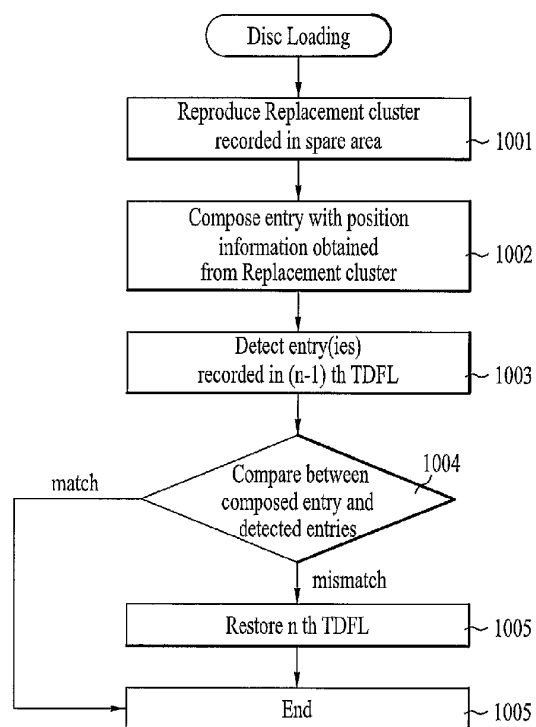 Disc Loading
Reproduce Replacement cluster
recorded in spare area
1001
Compose entry with position
information obtained
from Replacement cluster
1002
Detect entry(ies)
recorded in (n-1) th TDFL
1003
1004
match
Compare between
composed entry and
detected entries
mismatch
Restore n th TDFL
1005
End
1005